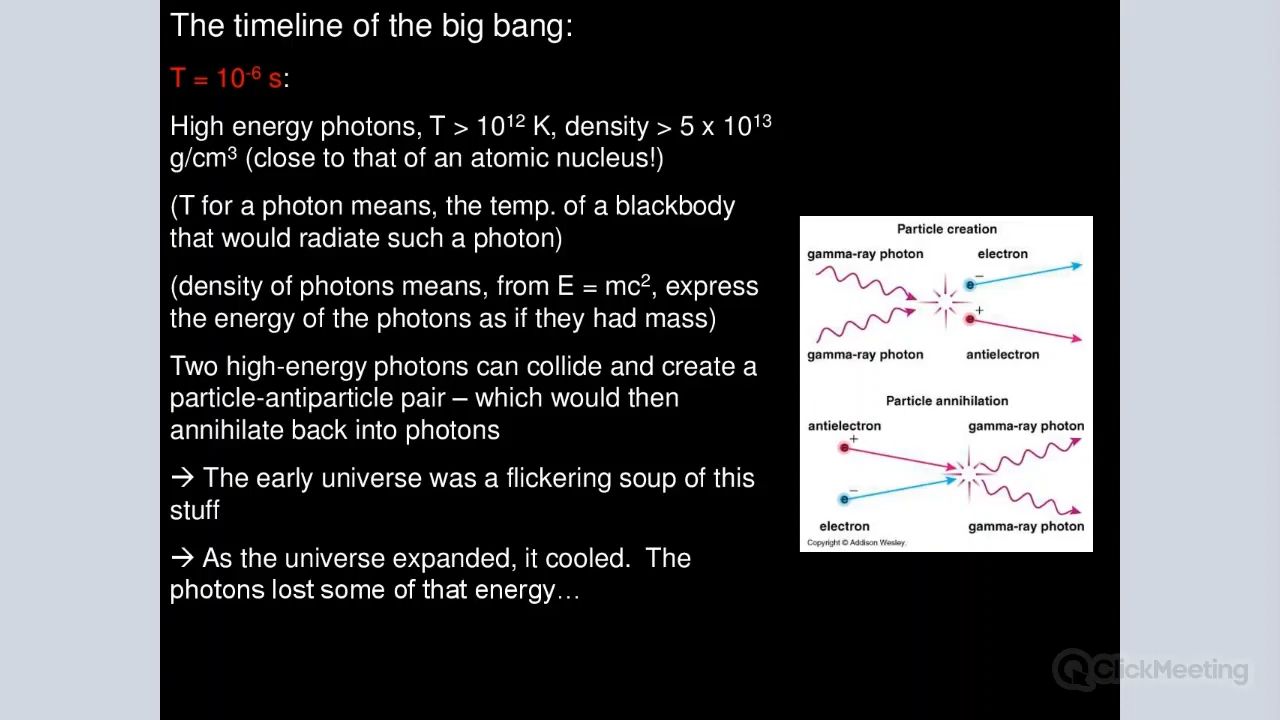 The timeline of the big bang:
T = 10⁻⁶ s:
High energy photons, T > 10¹² K, density > 5 x 10¹³
g/cm³ (close to that of an atomic nucleus!)
(T for a photon means, the temp. of a blackbody
that would radiate such a photon)
(density of photons means, from E = mc², express
the energy of the photons as if they had mass)
Two high-energy photons can collide and create a
particle-antiparticle pair – which would then
annihilate back into photons
→ The early universe was a flickering soup of this
stuff
→ As the universe expanded, it cooled.  The
photons lost some of that energy…
Particle creation
gamma-ray photon electron
e⁻
e⁺
gamma-ray photon antielectron
Particle annihilation
antielectron gamma-ray photon
e⁺
e⁻
electron gamma-ray photon
Copyright © Addison Wesley.
ClickMeeting